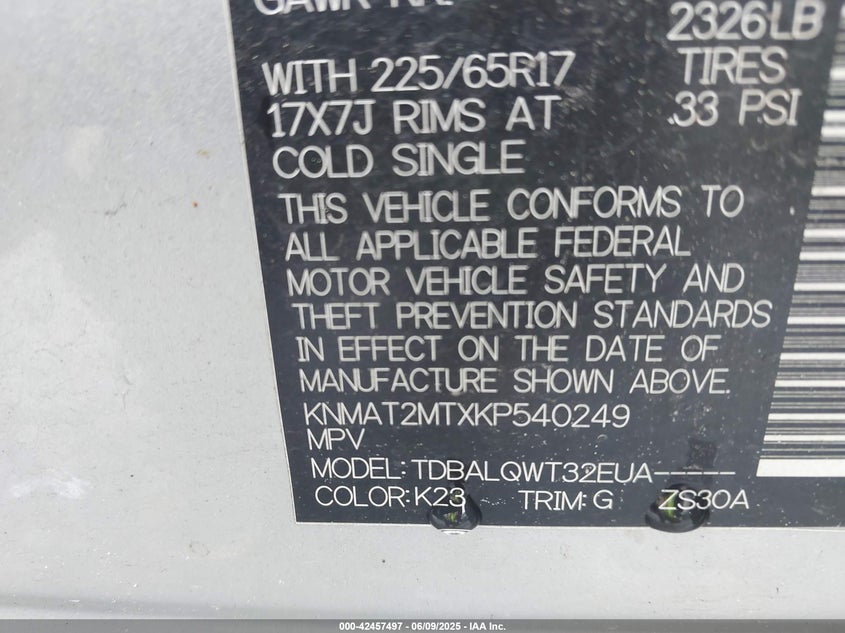 2326LB
WITH 225/65R17 TIRES
17X7J RIMS AT 33 PSI
COLD SINGLE
THIS VEHICLE CONFORMS TO
ALL APPLICABLE FEDERAL
MOTOR VEHICLE SAFETY AND
THEFT PREVENTION STANDARDS
IN EFFECT ON THE DATE OF
MANUFACTURE SHOWN ABOVE.
KNMAT2MTXKP540249
MPV
MODEL: TDBALQWT32EUA-----
COLOR: K23 TRIM: G ZS30A
000-42457497 - 06/09/2025 - IAA Inc.